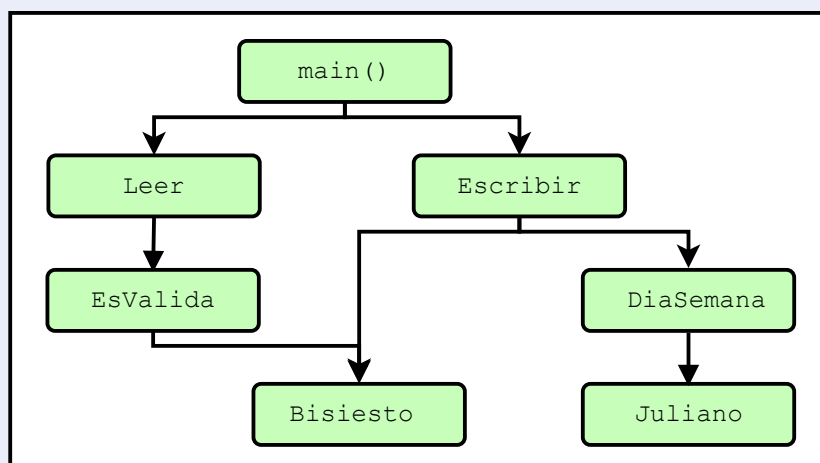 main()
Leer
Escribir
EsValida
DiaSemana
Bisiesto
Juliano